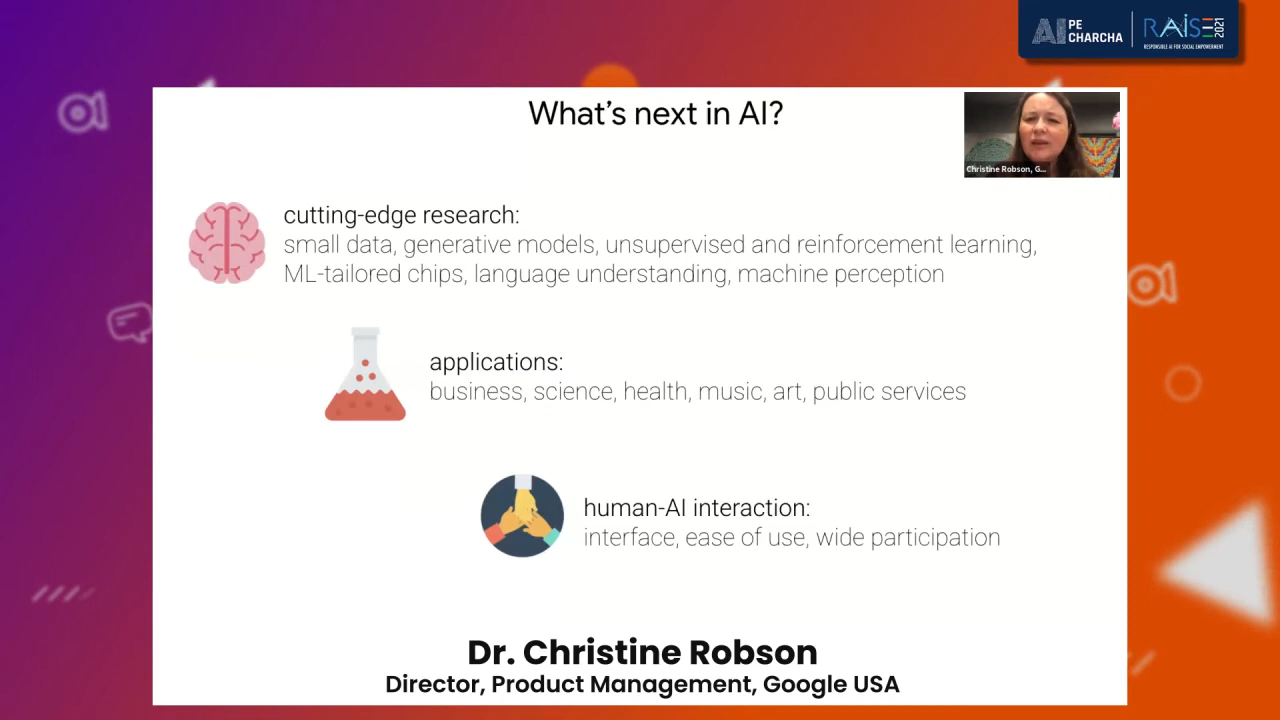 AI PE CHARCHA
RAISE 2021
RESPONSIBLE AI FOR SOCIAL EMPOWERMENT
What's next in AI?
Christine Robson, G...
cutting-edge research:
small data, generative models, unsupervised and reinforcement learning,
ML-tailored chips, language understanding, machine perception
applications:
business, science, health, music, art, public services
human-AI interaction:
interface, ease of use, wide participation
Dr. Christine Robson
Director, Product Management, Google USA